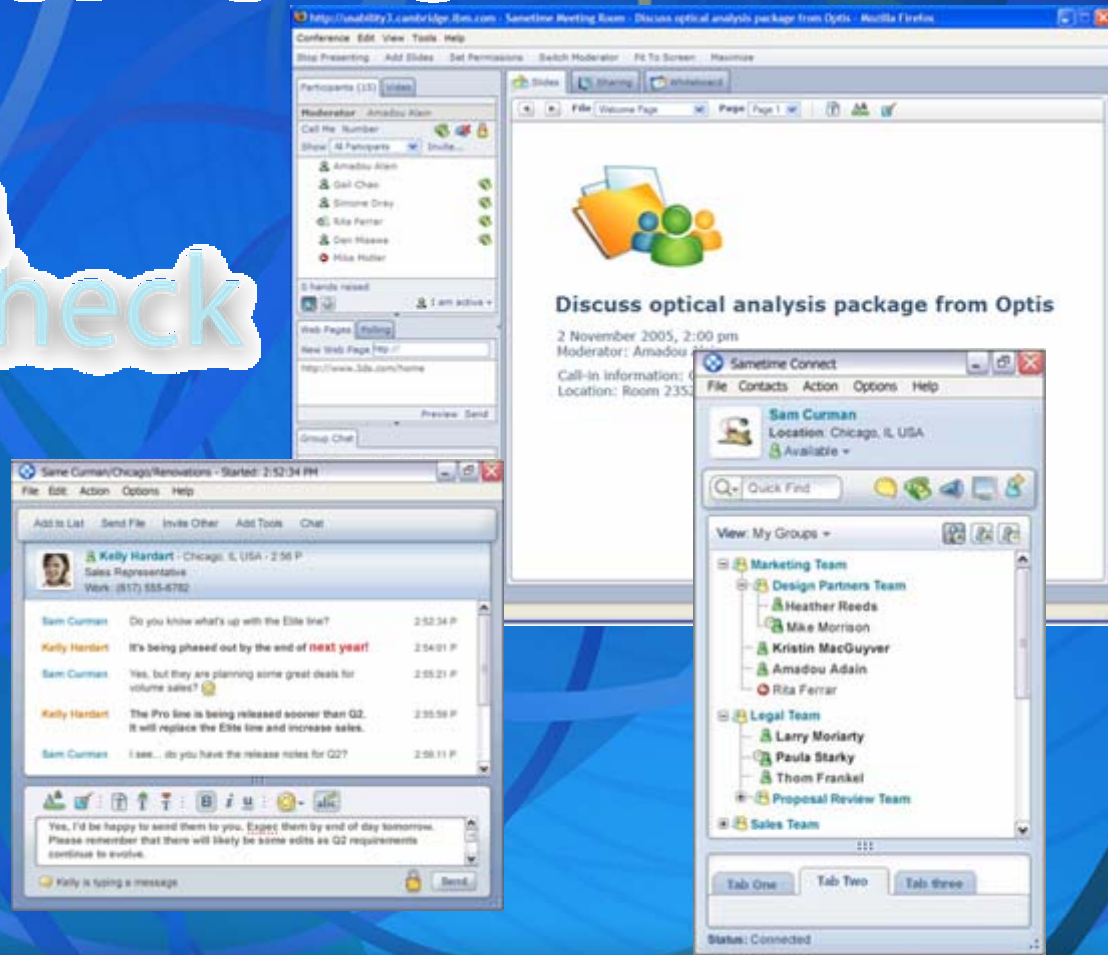 heck
http://usability3.cambridge.ibm.com - Sametime Meeting Room - Discuss optical analysis package from Optis - Mozilla Firefox
Conference Edit View Tools Help
Stop Presenting Add Slides Set Permissions Switch Moderator Fit To Screen Maximize
Participants (15) Video
Moderator Amadou Alain
Call Me Number
Show All Participants Invite...
Amadou Alain
Gail Chao
Simone Dray
Rita Ferrar
Mike
0 hands raised
I am active
Web Pages Polling
New Web Page http://
http://www.3ds.com/home
Preview Send
Group Chat
Slides Sharing Whiteboard
File Welcome Page Page Page 1
Discuss optical analysis package from Optis
2 November 2005, 2:00 pm
Moderator: Amadou
Call-in information:
Location: Room 2352
Same Curman/Chicago/Renovations - Started: 2:52:34 PM
File Edit Action Options Help
Add to List Send File Invite Other Add Tools Chat
Kelly Hardart - Chicago, IL USA - 2:56 P
Sales Representative
Work: (617) 555-6782
Sam Curman Do you know what's up with the Elite line? 2:52:34 P
Kelly Hardart It's being phased out by the end of next year! 2:54:01 P
Sam Curman Yes, but they are planning some great deals for 2:55:21 P
volume sales?
Kelly Hardart The Pro line is being released sooner than Q2. 2:55:58 P
It will replace the Elite line and increase sales.
Sam Curman I see... do you have the release notes for Q2? 2:56:11 P
B i u abc
Yes, I'd be happy to send them to you. Expec them by end of day tomorrow.
Please remember that there will likely be some edits as Q2 requirements
continue to evolve.
Kelly is typing a message Send
Sametime Connect
File Contacts Action Options Help
Sam Curman
Location: Chicago, IL USA
Available
Quick Find
View: My Groups
Marketing Team
Design Partners Team
Heather Reeds
Mike Morrison
Kristin MacGuyver
Amadou Adain
Rita Ferrar
Legal Team
Larry Moriarty
Paula Starky
Thom Frankel
Proposal Review Team
Sales Team
Tab One Tab Two Tab three
Status: Connected